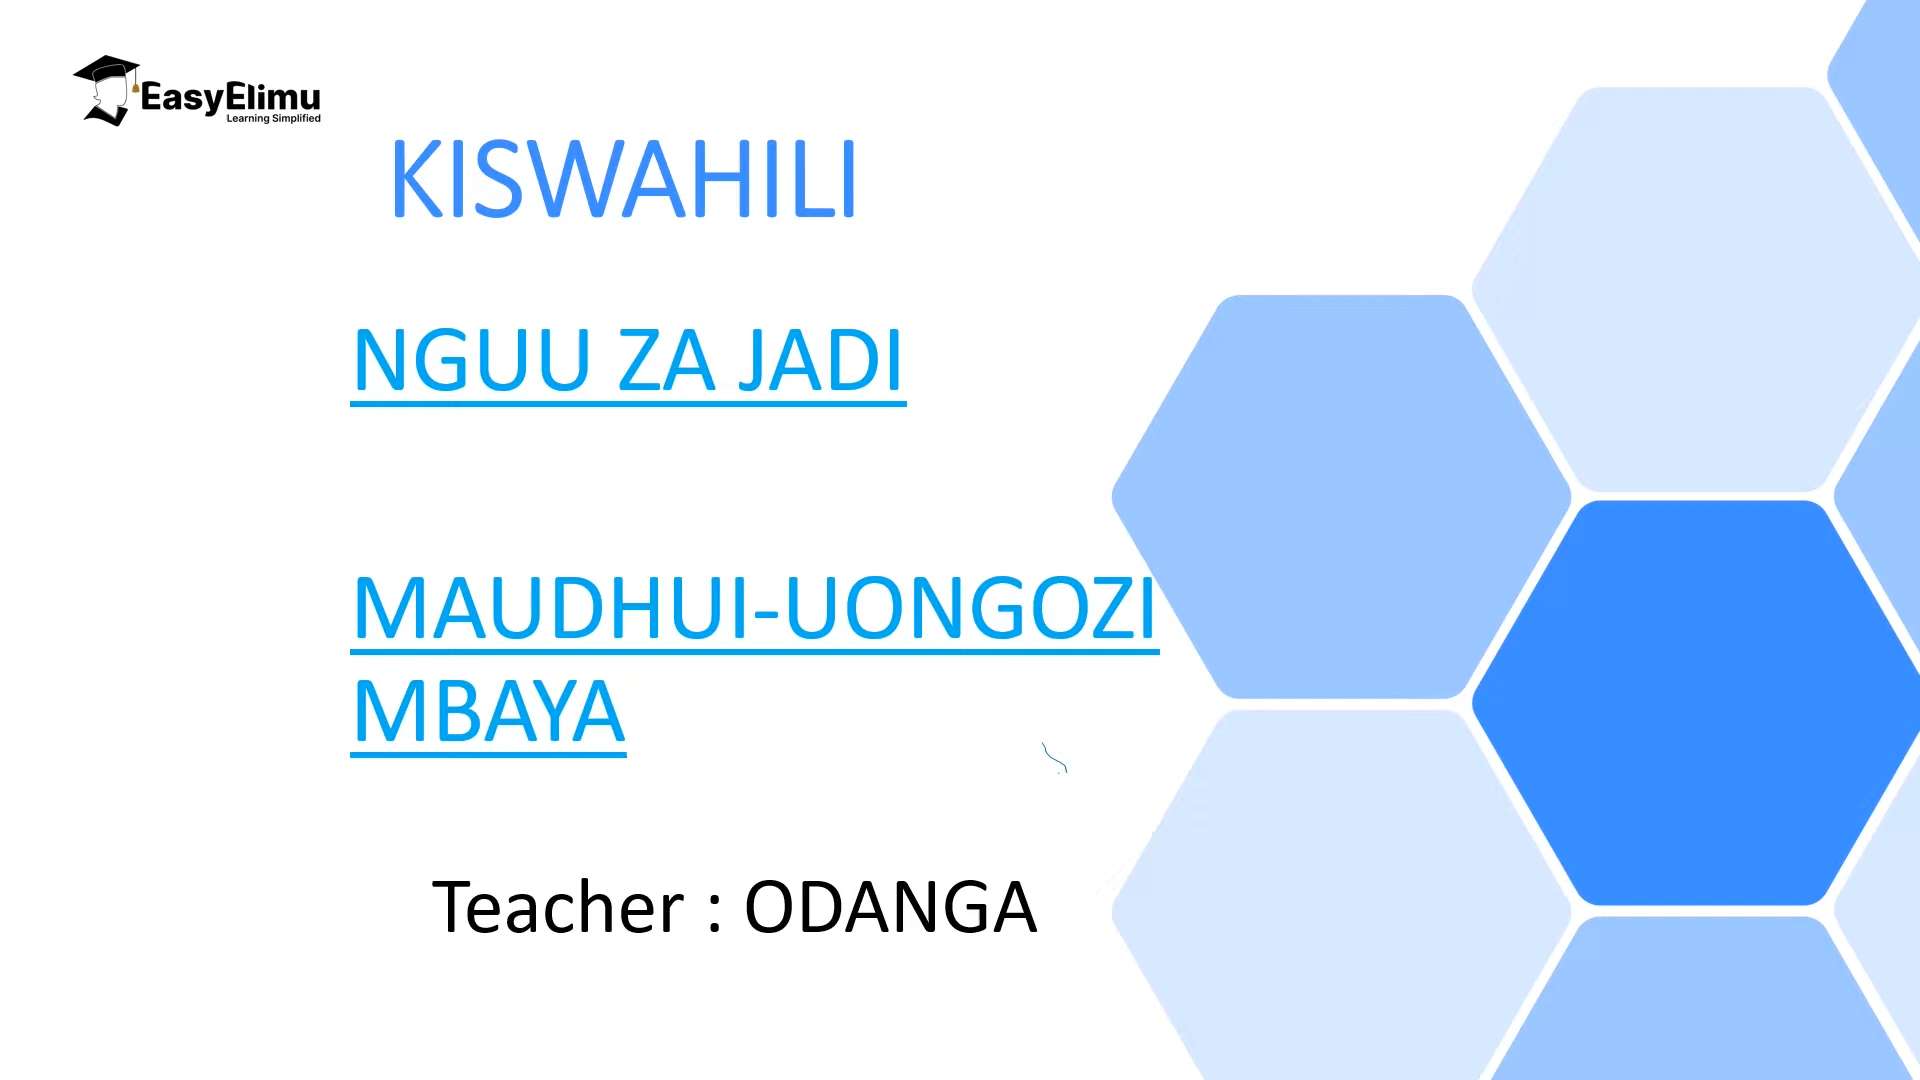 EasyElimu
Learning Simplified
KISWAHILI
NGUU ZA JADI
MAUDHUI-UONGOZI
MBAYA
Teacher : ODANGA